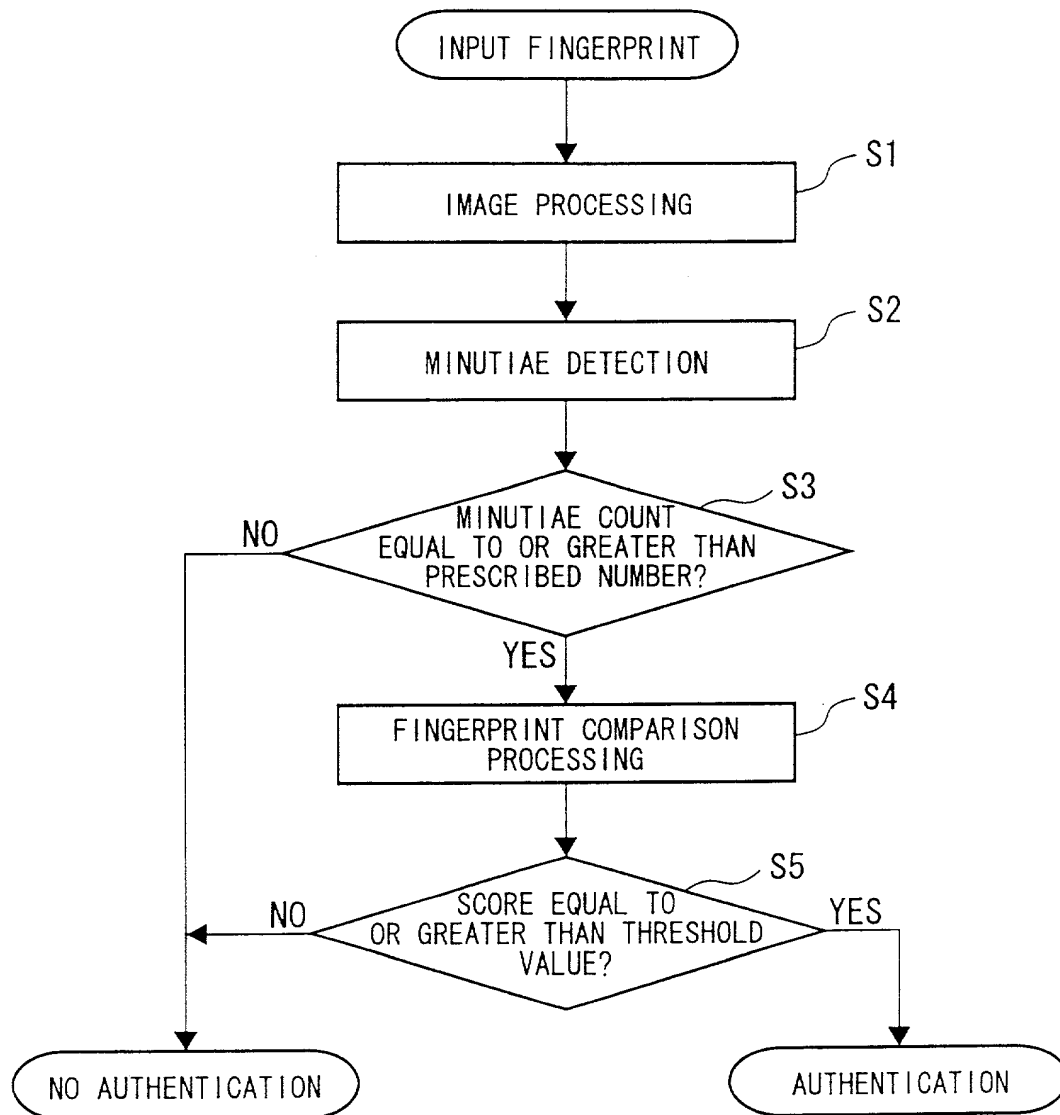 INPUT FINGERPRINT
S1
IMAGE PROCESSING
S2
MINUTIAE DETECTION
S3
MINUTIAE COUNT
EQUAL TO OR GREATER THAN
PRESCRIBED NUMBER?
NO
YES
S4
FINGERPRINT COMPARISON
PROCESSING
S5
SCORE EQUAL TO
OR GREATER THAN THRESHOLD
VALUE?
NO
YES
NO AUTHENTICATION
AUTHENTICATION